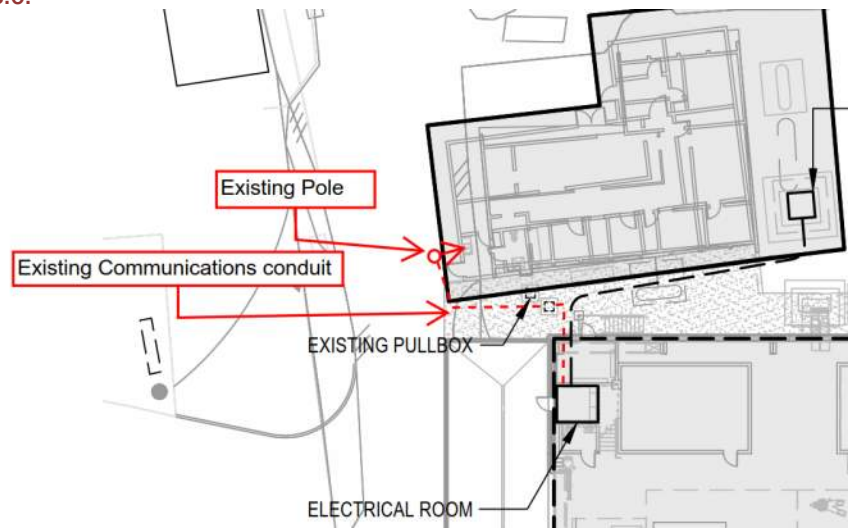 Existing Pole
Existing Communications conduit
EXISTING PULLBOX
ELECTRICAL ROOM